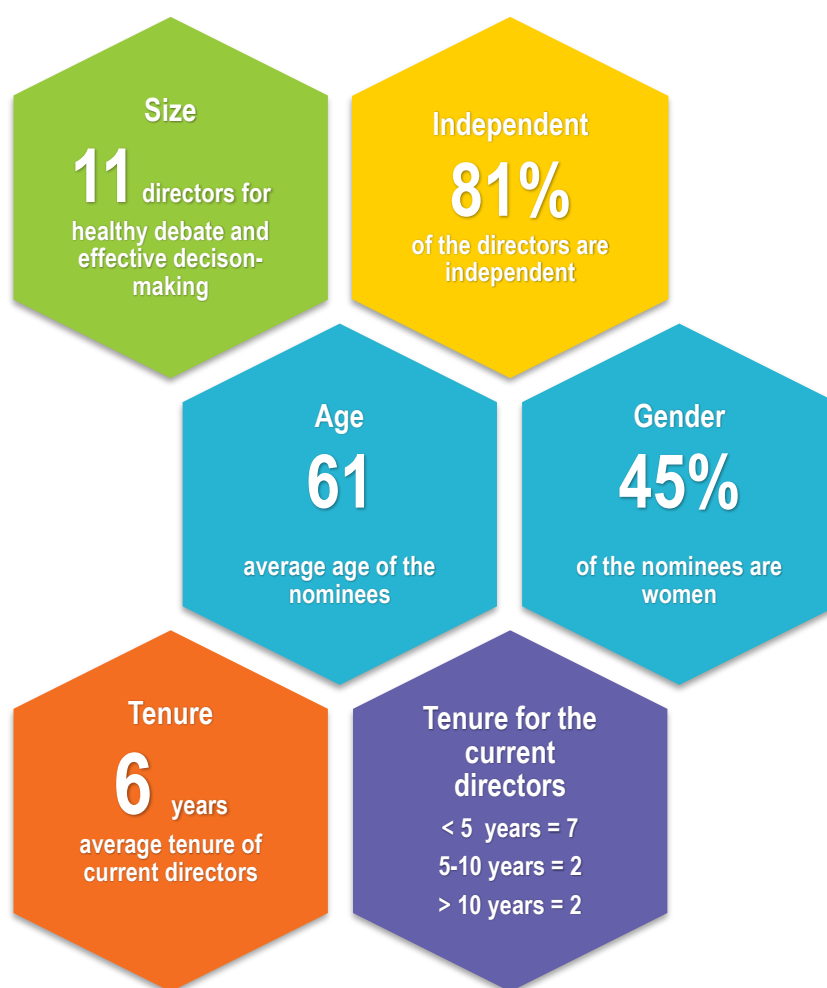 Size
11 directors for
healthy debate and
effective decison-
making
Independent
81%
of the directors are
independent
Age
61
average age of the
nominees
Gender
45%
of the nominees are
women
Tenure
6 years
average tenure of
current directors
Tenure for the
current
directors
< 5 years = 7
5-10 years = 2
> 10 years = 2